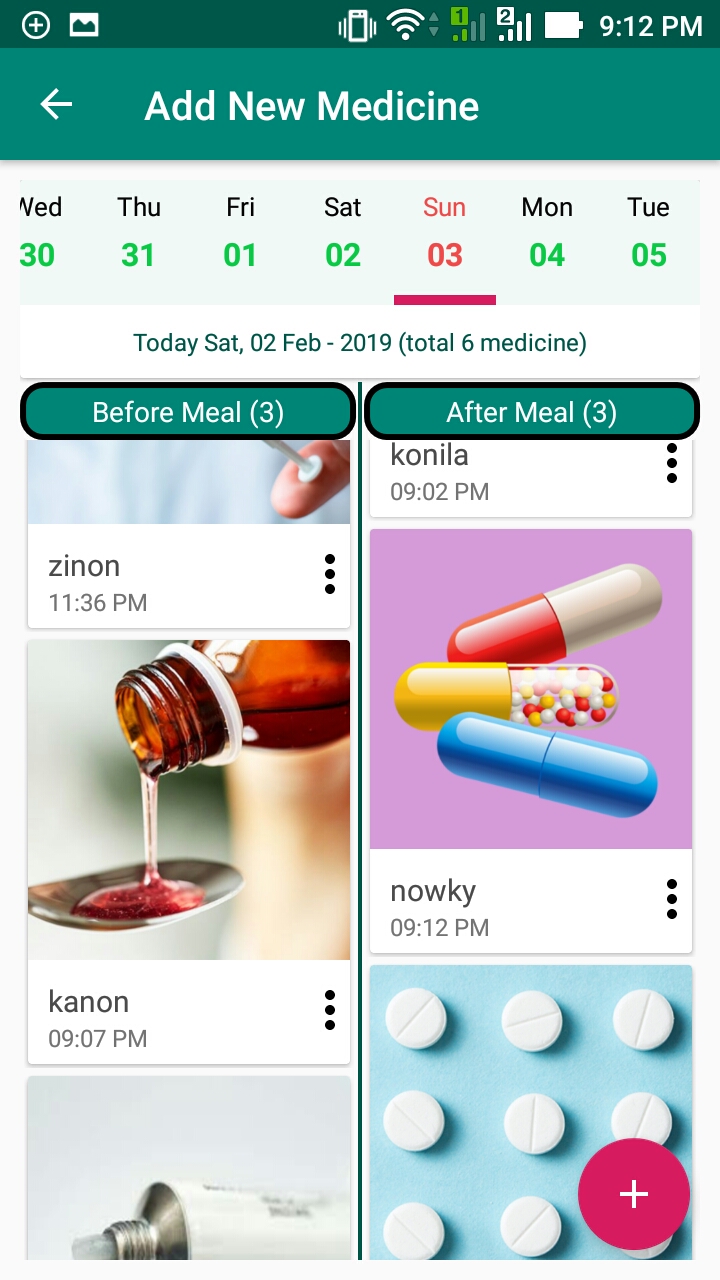 1 2 9:12 PM
Add New Medicine
Wed Thu Fri Sat Sun Mon Tue
30 31 01 02 03 04 05
Today Sat, 02 Feb - 2019 (total 6 medicine)
Before Meal (3)
After Meal (3)
zinon
11:36 PM
kanon
09:07 PM
konila
09:02 PM
nowky
09:12 PM